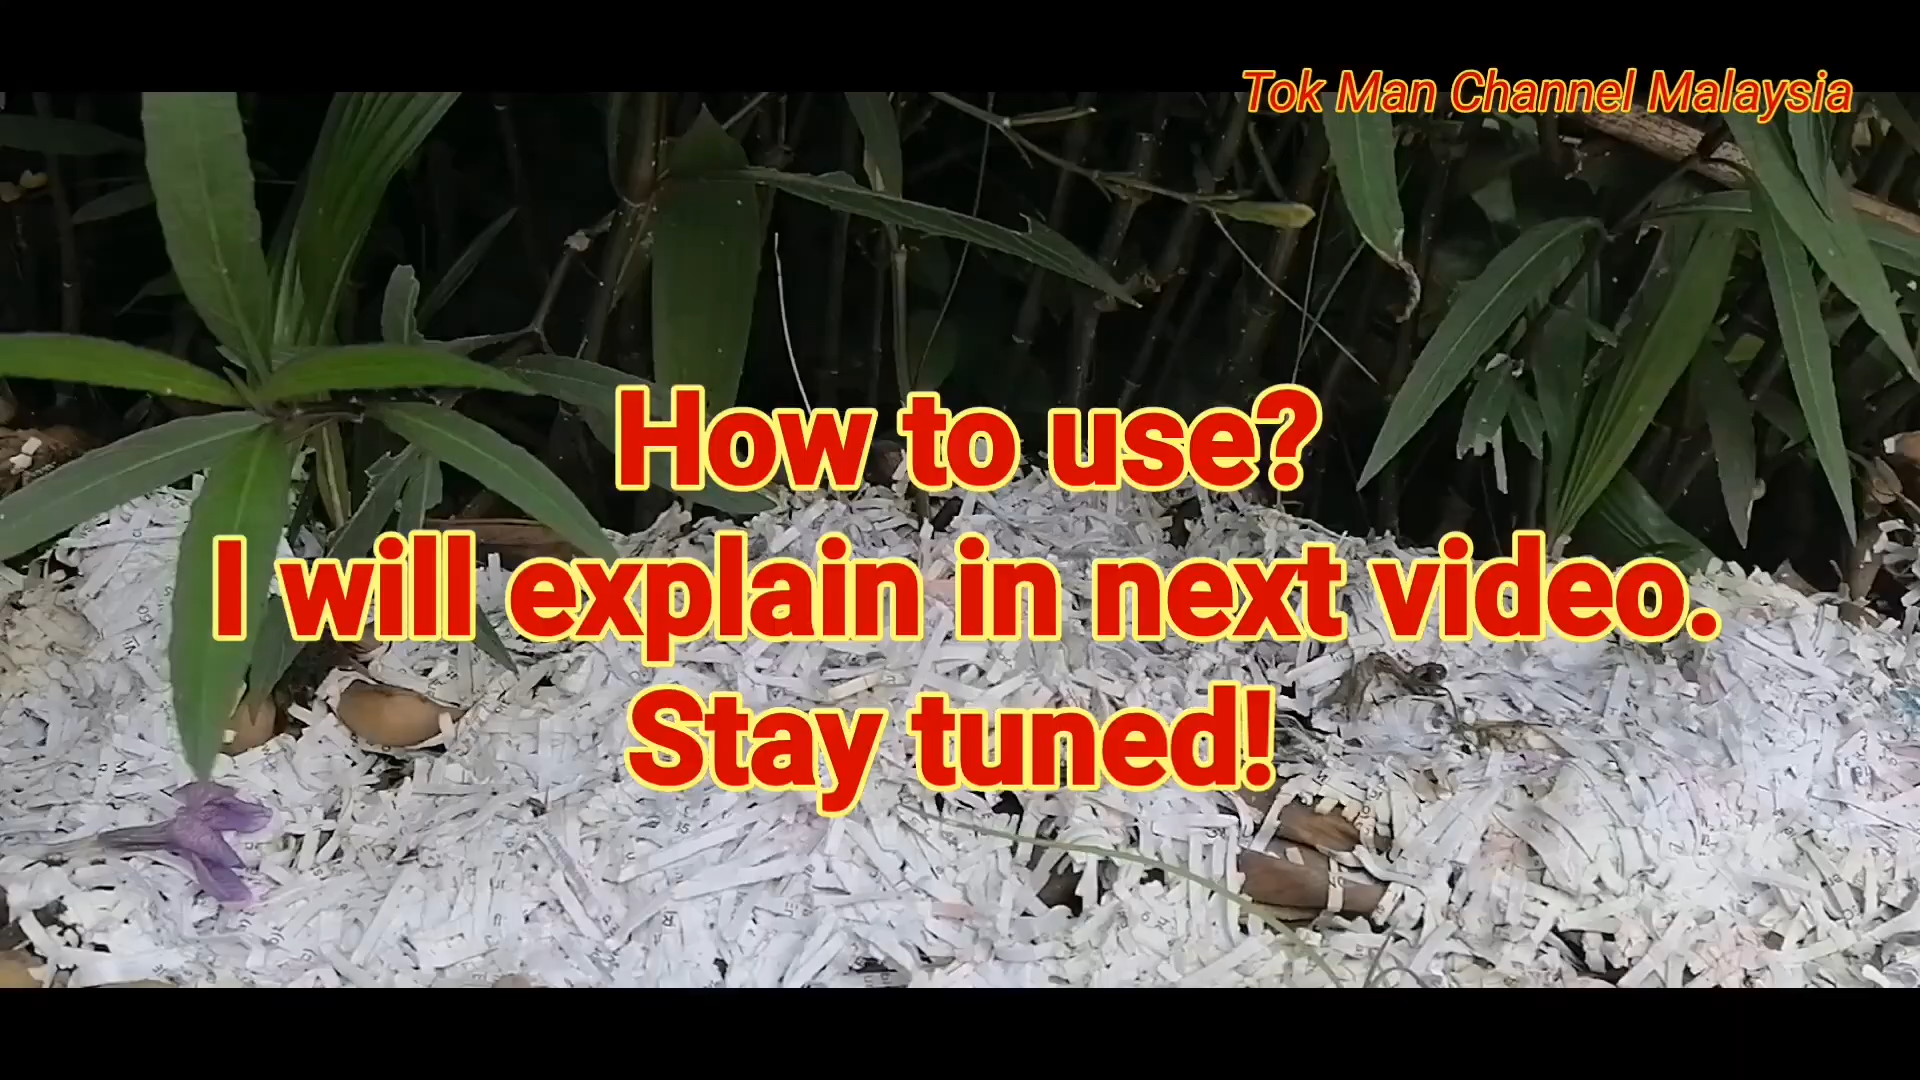 Tok Man Channel Malaysia
How to use?
I will explain in next video.
Stay tuned!